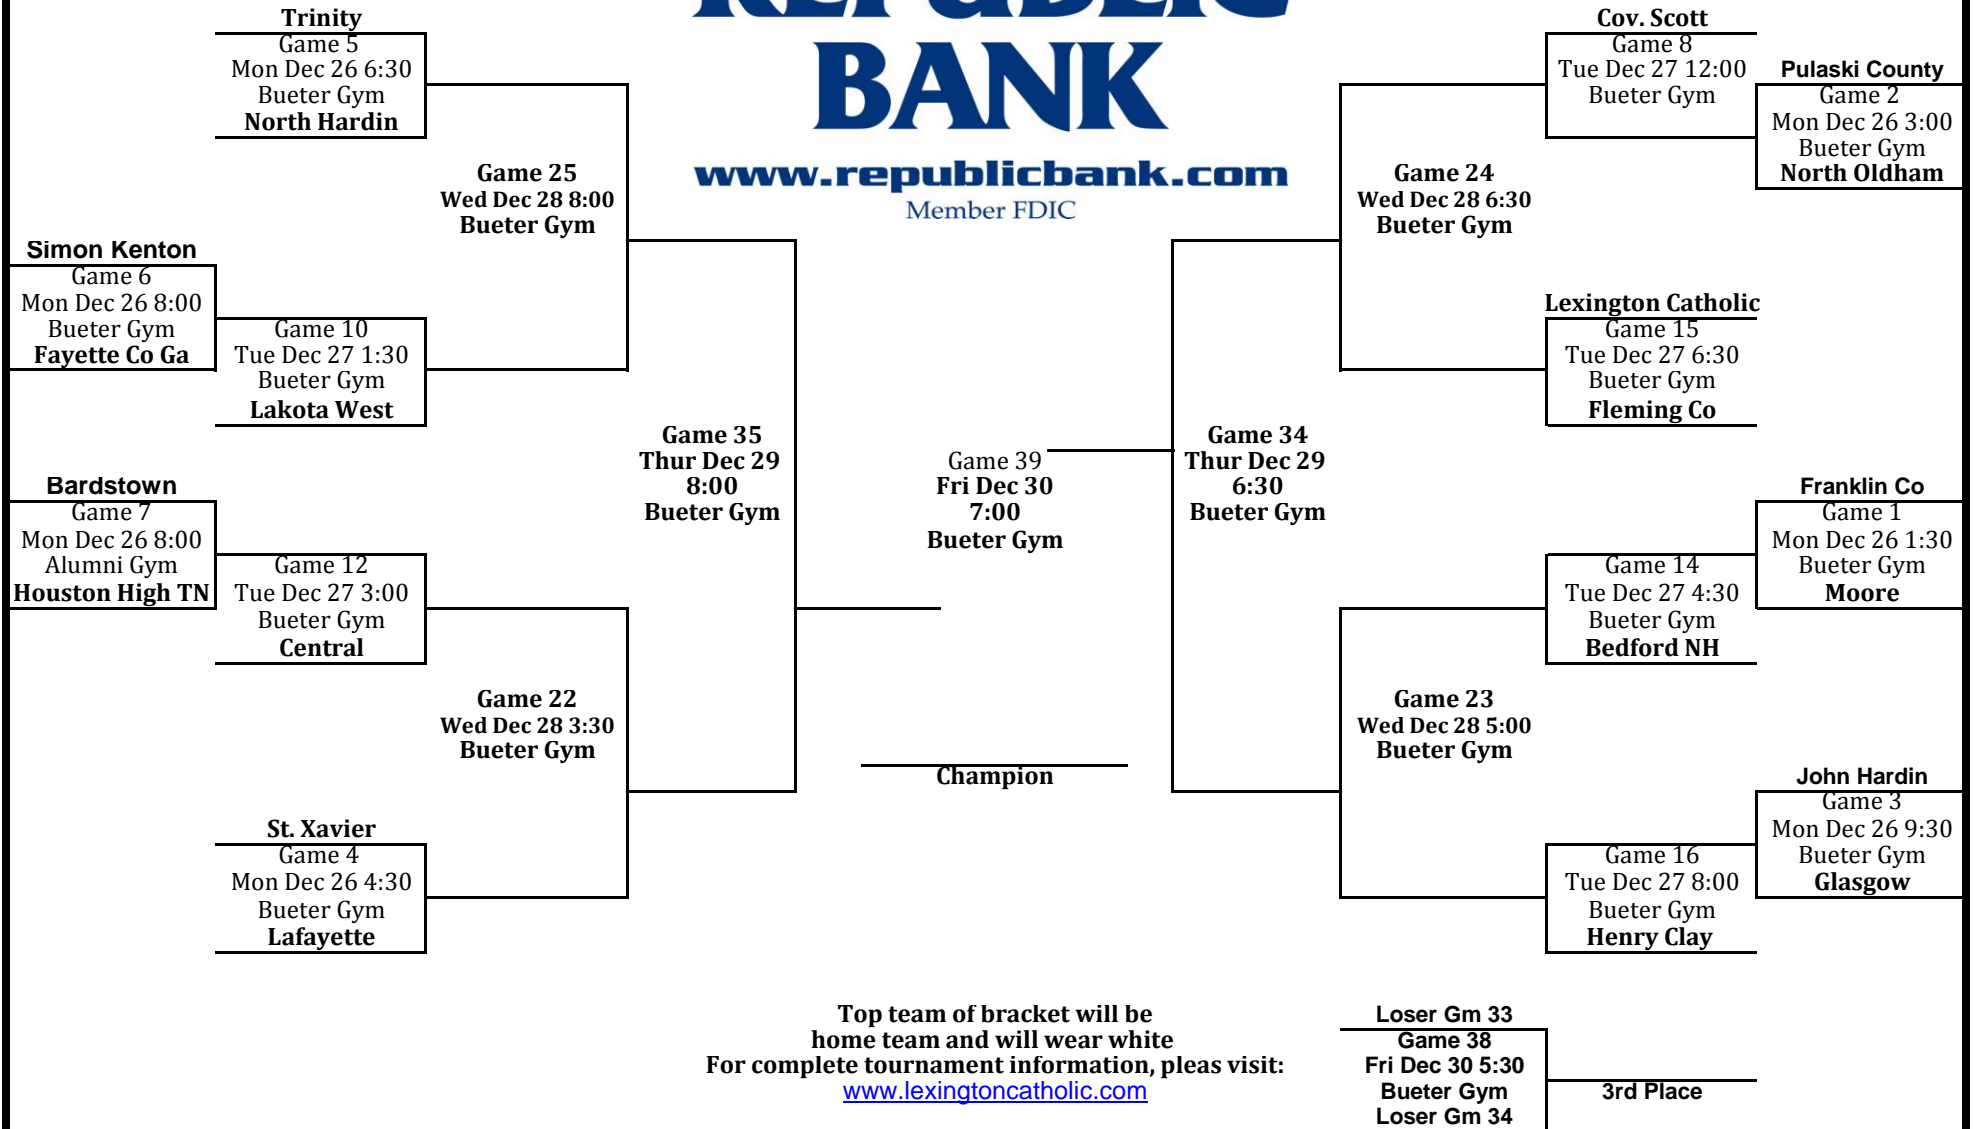 REPUBLIC
BANK
www.republicbank.com
Member FDIC
Trinity
Game 5
Mon Dec 26 6:30
Bueter Gym
North Hardin
Game 25
Wed Dec 28 8:00
Bueter Gym
Simon Kenton
Game 6
Mon Dec 26 8:00
Bueter Gym
Fayette Co Ga
Game 10
Tue Dec 27 1:30
Bueter Gym
Lakota West
Game 35
Thur Dec 29
8:00
Bueter Gym
Bardstown
Game 7
Mon Dec 26 8:00
Alumni Gym
Houston High TN
Game 12
Tue Dec 27 3:00
Bueter Gym
Central
Game 22
Wed Dec 28 3:30
Bueter Gym
St. Xavier
Game 4
Mon Dec 26 4:30
Bueter Gym
Lafayette
Game 39
Fri Dec 30
7:00
Bueter Gym
Champion
Cov. Scott
Game 8
Tue Dec 27 12:00
Bueter Gym
Pulaski County
Game 2
Mon Dec 26 3:00
Bueter Gym
North Oldham
Game 24
Wed Dec 28 6:30
Bueter Gym
Lexington Catholic
Game 15
Tue Dec 27 6:30
Bueter Gym
Fleming Co
Game 34
Thur Dec 29
6:30
Bueter Gym
Franklin Co
Game 1
Mon Dec 26 1:30
Bueter Gym
Moore
Game 14
Tue Dec 27 4:30
Bueter Gym
Bedford NH
Game 23
Wed Dec 28 5:00
Bueter Gym
John Hardin
Game 3
Mon Dec 26 9:30
Bueter Gym
Glasgow
Game 16
Tue Dec 27 8:00
Bueter Gym
Henry Clay
Top team of bracket will be
home team and will wear white
For complete tournament information, pleas visit:
www.lexingtoncatholic.com
Loser Gm 33
Game 38
Fri Dec 30 5:30
Bueter Gym
Loser Gm 34
3rd Place